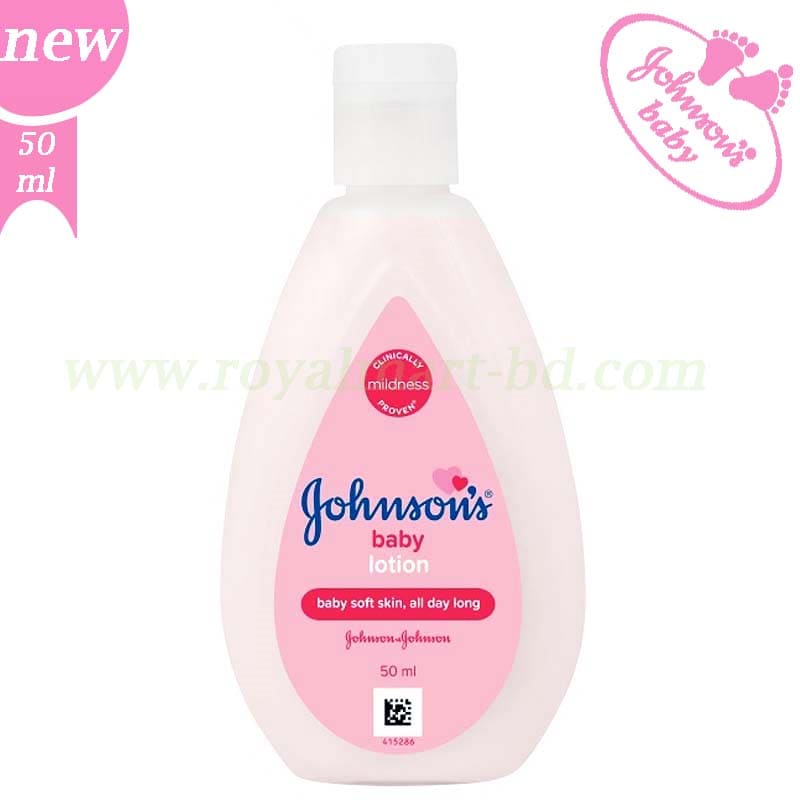 new
50
ml
Johnson's
baby
www.royalmart-bd.com
CLINICALLY
mildness
PROVEN®
Johnson's®
baby
lotion
baby soft skin, all day long
Johnson & Johnson
50 ml
415286